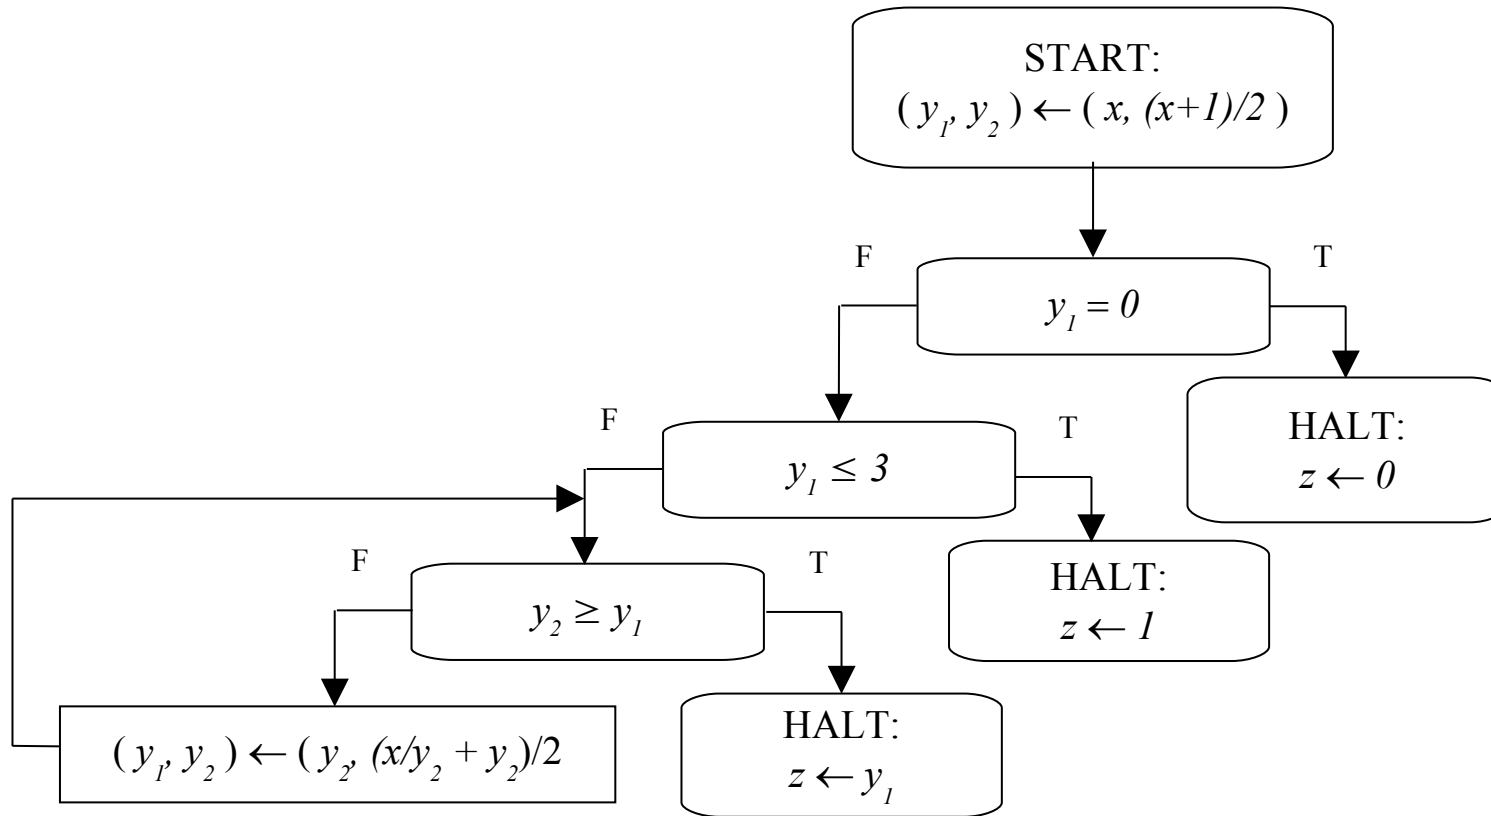 START:
( y₁, y₂ ) ← ( x, (x+1)/2 )
F
T
y₁ = 0
F
T
y₁ ≤ 3
HALT:
z ← 0
F
T
y₂ ≥ y₁
HALT:
z ← 1
( y₁, y₂ ) ← ( y₂, (x/y₂ + y₂)/2
HALT:
z ← y₁